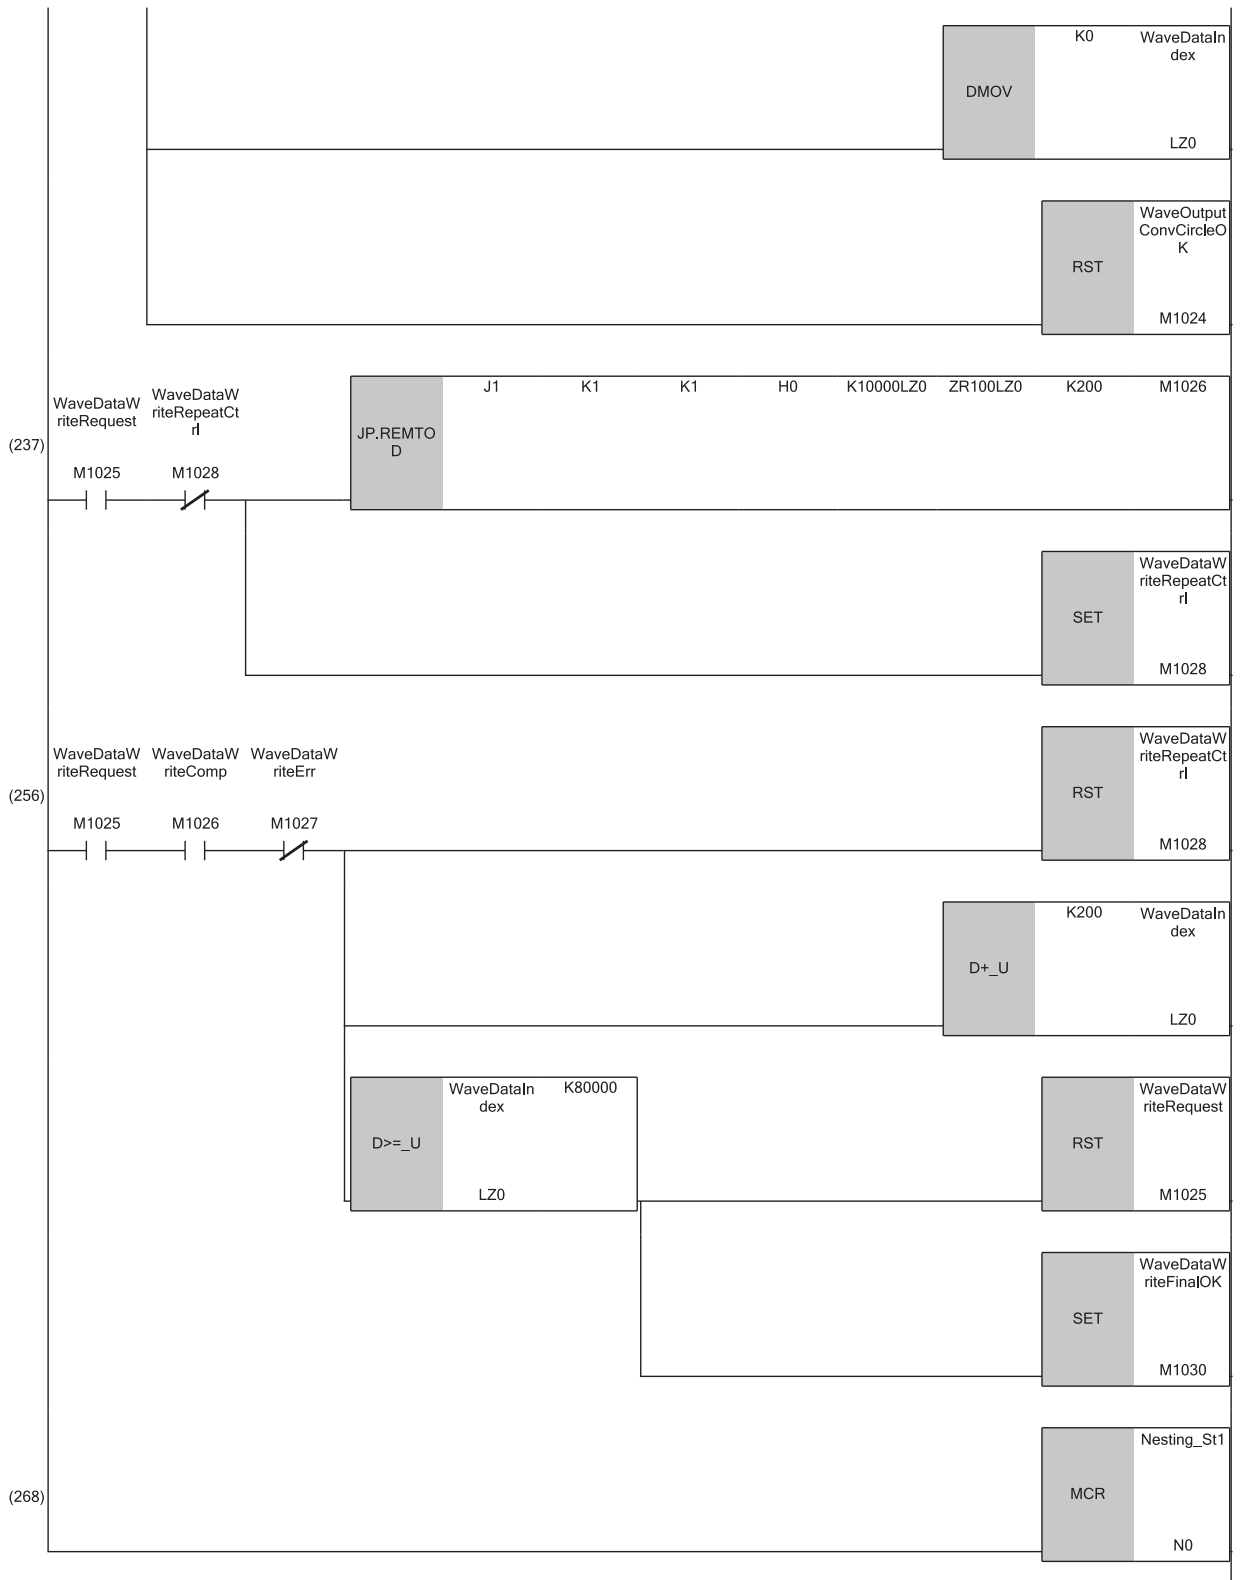 K0 WaveDataIn
dex
DMOV
LZ0
WaveOutput
ConvCircleO
K
RST
M1024
WaveDataW
riteRequest
WaveDataW
riteRepeatCt
rl
J1 K1 K1 H0 K10000LZ0 ZR100LZ0 K200 M1026
(237)
JP.REMTO
D
M1025 M1028
WaveDataW
riteRepeatCt
rl
SET
M1028
WaveDataW
riteRequest
WaveDataW
riteComp
WaveDataW
riteErr
WaveDataW
riteRepeatCt
rl
(256)
RST
M1025 M1026 M1027
M1028
K200 WaveDataIn
dex
D+_U
LZ0
WaveDataIn
dex
K80000
D>=_U
LZ0
WaveDataW
riteRequest
RST
M1025
WaveDataW
riteFinalOK
SET
M1030
Nesting_St1
(268)
MCR
N0